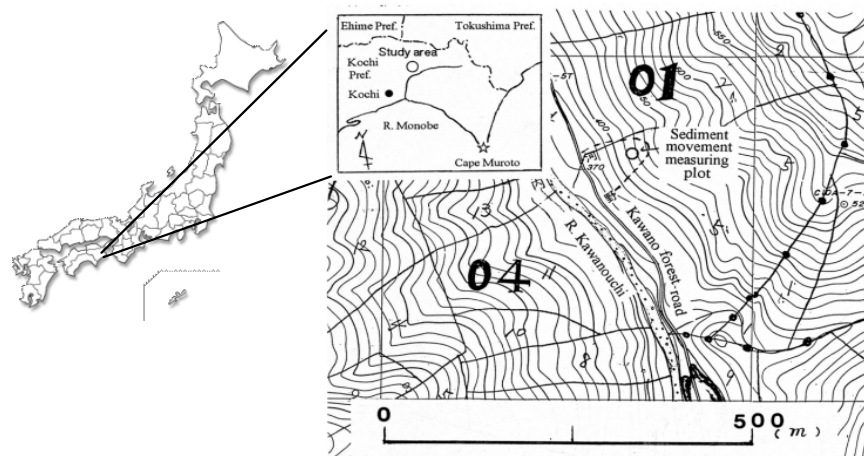 Ehime Pref.
Tokushima Pref.
Study area
Kochi
Pref.
Kochi
R. Monobe
N
Cape Muroto
01
Sediment
movement
measuring
plot
370
13
04
11
10
8
Kawano forest-road
R. Kawanouchi
0
500 (m)